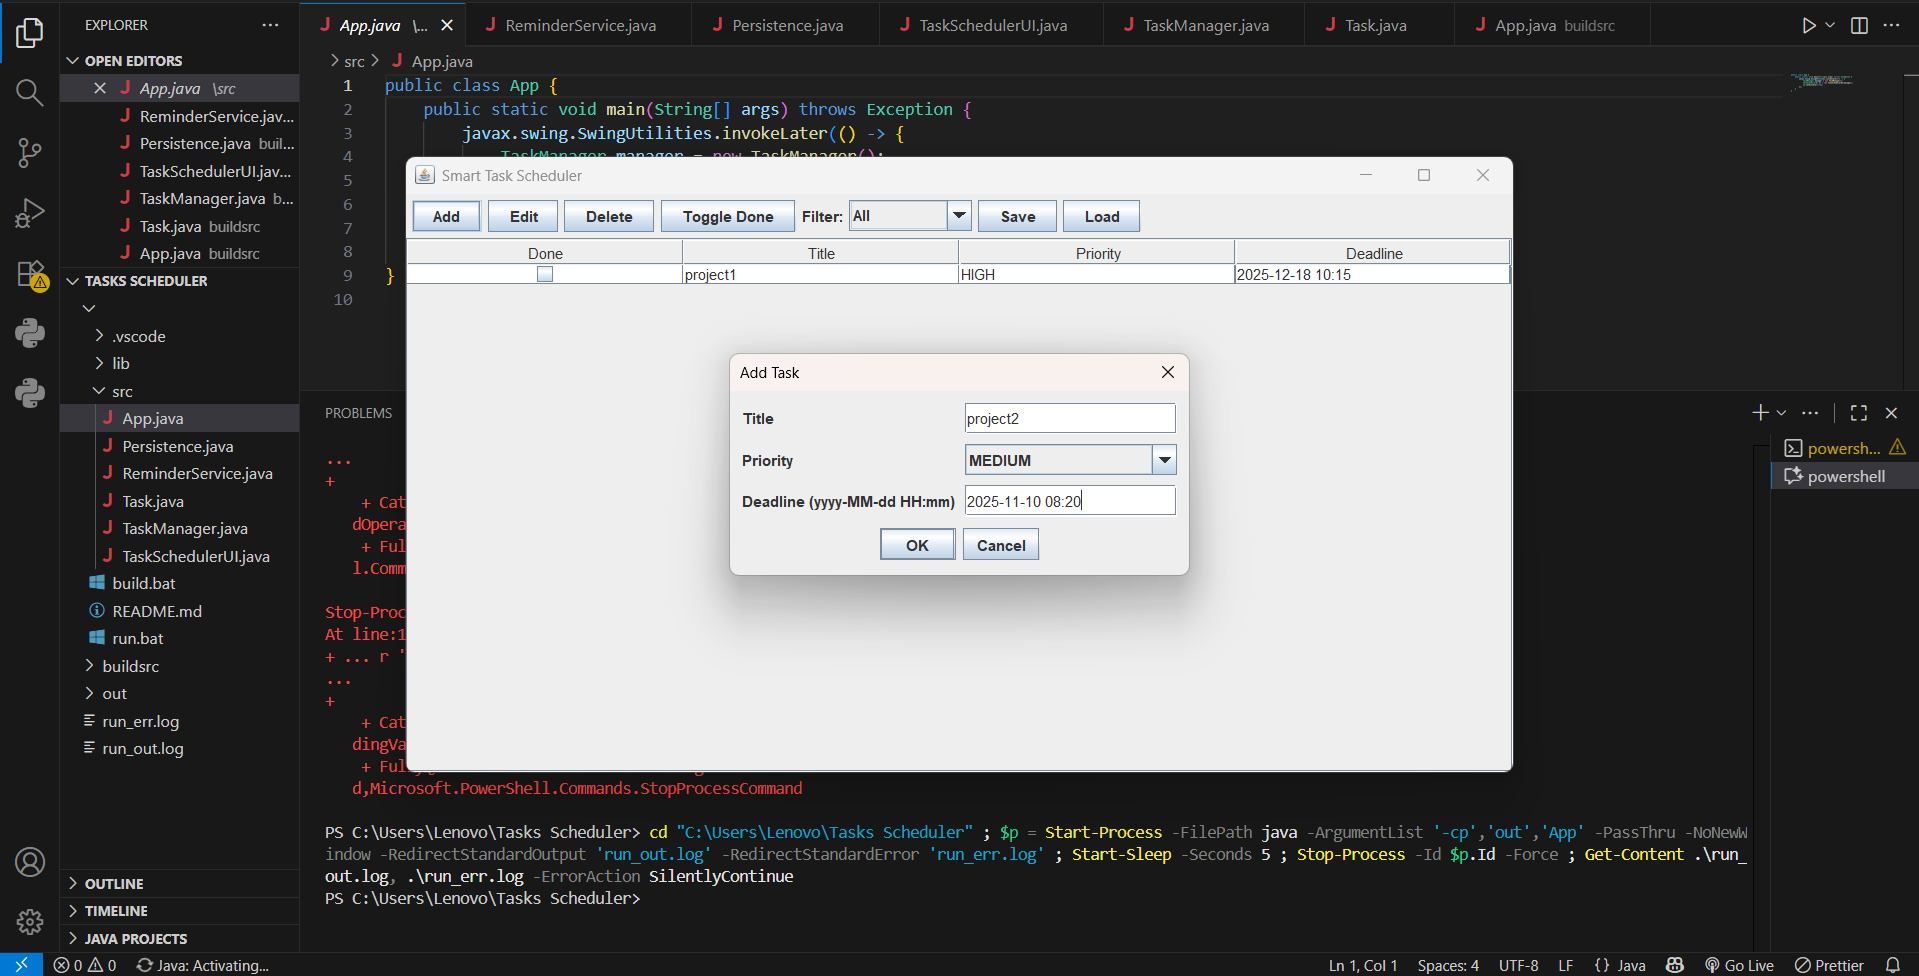 EXPLORER
OPEN EDITORS
App.java \src
ReminderService.jav...
Persistence.java buil...
TaskSchedulerUI.jav...
TaskManager.java b...
Task.java buildsrc
App.java buildsrc
TASKS SCHEDULER
.vscode
lib
src
App.java
Persistence.java
ReminderService.java
Task.java
TaskManager.java
TaskSchedulerUI.java
build.bat
README.md
run.bat
buildsrc
out
run_err.log
run_out.log
OUTLINE
TIMELINE
JAVA PROJECTS
App.java \... ReminderService.java Persistence.java TaskSchedulerUI.java TaskManager.java Task.java App.java buildsrc
src App.java
1 public class App {
2 public static void main(String[] args) throws Exception {
3 javax.swing.SwingUtilities.invokeLater(() -> {
4 TaskManager manager = new TaskManager();
5
6
7
8
9 }
10
Smart Task Scheduler
Add Edit Delete Toggle Done Filter: All Save Load
Done Title Priority Deadline
project1 HIGH 2025-12-18 10:15
Add Task
Title project2
Priority MEDIUM
Deadline (yyyy-MM-dd HH:mm) 2025-11-10 08:20
OK Cancel
PROBLEMS
...
+
+ Cat
dOpera
+ Ful
l.Comm
Stop-Proc
At line:1
+ ... r '
...
+
+ Cat
dingVa
+ Ful
d,Microsoft.PowerShell.Commands.StopProcessCommand
PS C:\Users\Lenovo\Tasks Scheduler> cd "C:\Users\Lenovo\Tasks Scheduler" ; $p = Start-Process -FilePath java -ArgumentList '-cp','out','App' -PassThru -NoNewW
indow -RedirectStandardOutput 'run_out.log' -RedirectStandardError 'run_err.log' ; Start-Sleep -Seconds 5 ; Stop-Process -Id $p.Id -Force ; Get-Content .\run_
out.log, .\run_err.log -ErrorAction SilentlyContinue
PS C:\Users\Lenovo\Tasks Scheduler>
powersh...
powershell
0 0 Java: Activating...
Ln 1, Col 1 Spaces: 4 UTF-8 LF {} Java Go Live Prettier